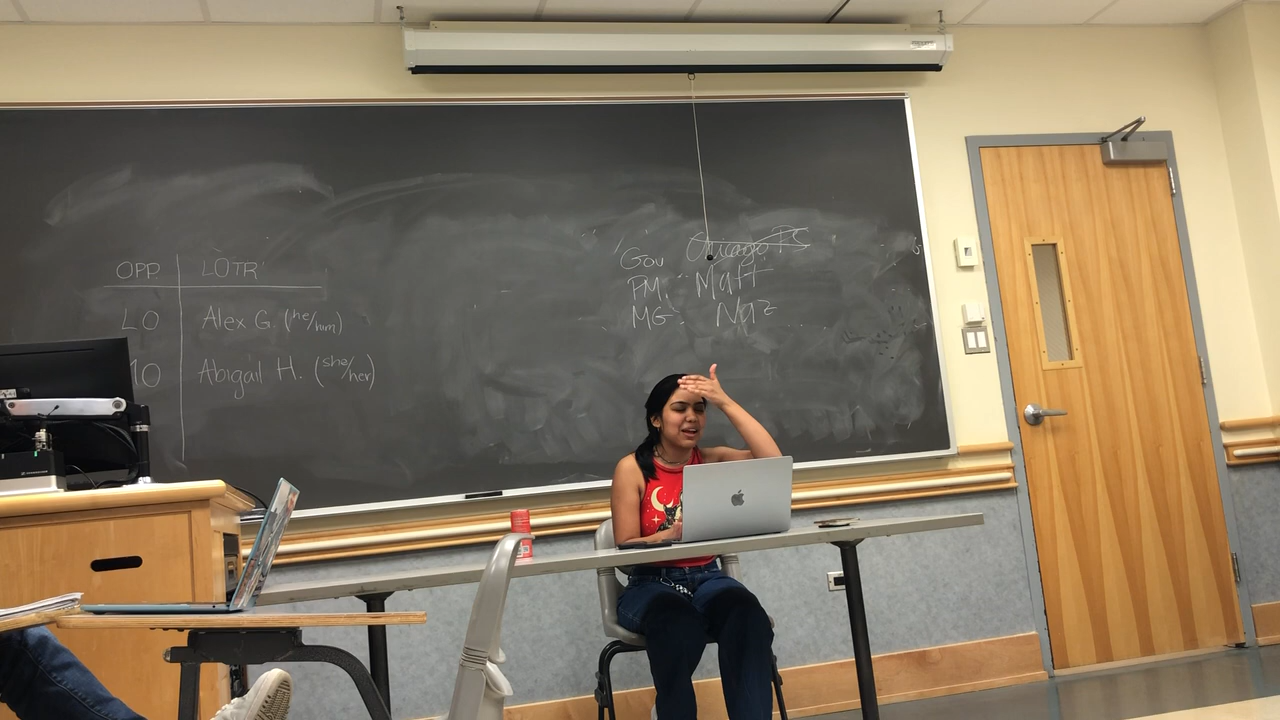 OPP LOTR
LO Alex G. (he/him)
MO Abigail H. (she/her)
Gov Chicago PS
PM. Matt
MG Naz